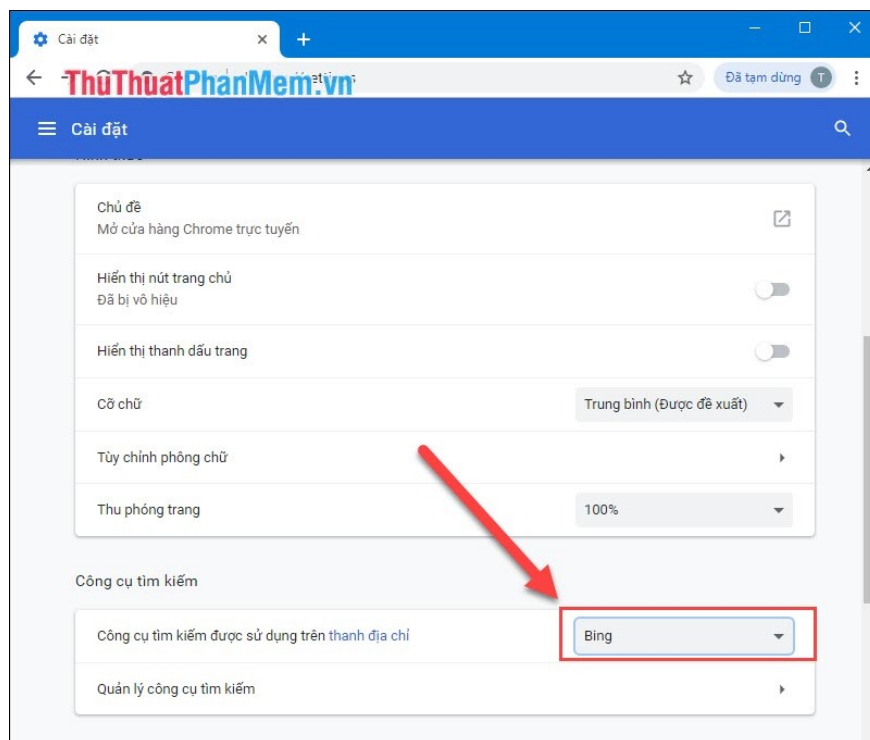 Cài đặt
Đã tạm dừng T
ThuThuatPhanMem.vn
Cài đặt
Chủ đề
Mở cửa hàng Chrome trực tuyến
Hiển thị nút trang chủ
Đã bị vô hiệu
Hiển thị thanh dấu trang
Cỡ chữ
Trung bình (Được đề xuất)
Tùy chỉnh phông chữ
Thu phóng trang
100%
Công cụ tìm kiếm
Công cụ tìm kiếm được sử dụng trên thanh địa chỉ
Bing
Quản lý công cụ tìm kiếm